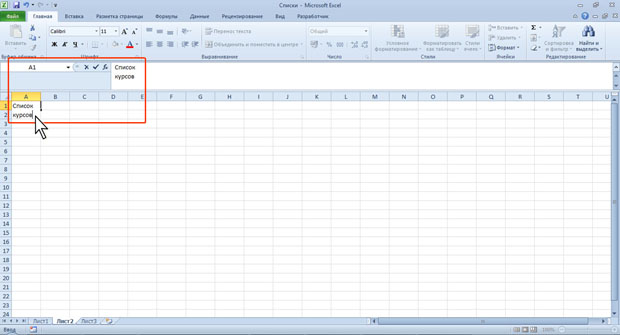 Списки - Microsoft Excel
Файл Главная Вставка Разметка страницы Формулы Данные Рецензирование Вид Разработчик
Вставить
Буфер обмена
Calibri 11
Ж К Ч
Шрифт
Перенос текста
Объединить и поместить в центре
Выравнивание
Общий
Число
Условное форматирование
Форматировать как таблицу
Стили ячеек
Стили
Вставить
Удалить
Формат
Ячейки
Сортировка и фильтр
Найти и выделить
Редактирование
A1
fx
Список
курсов
A B C D E F G H I J K L M N O P Q R S T U
1 Список
2 курсов
3
4
5
6
7
8
9
10
11
12
13
14
15
16
17
18
19
20
21
22
23
24
Лист1 Лист2 Лист3
Ввод
100%